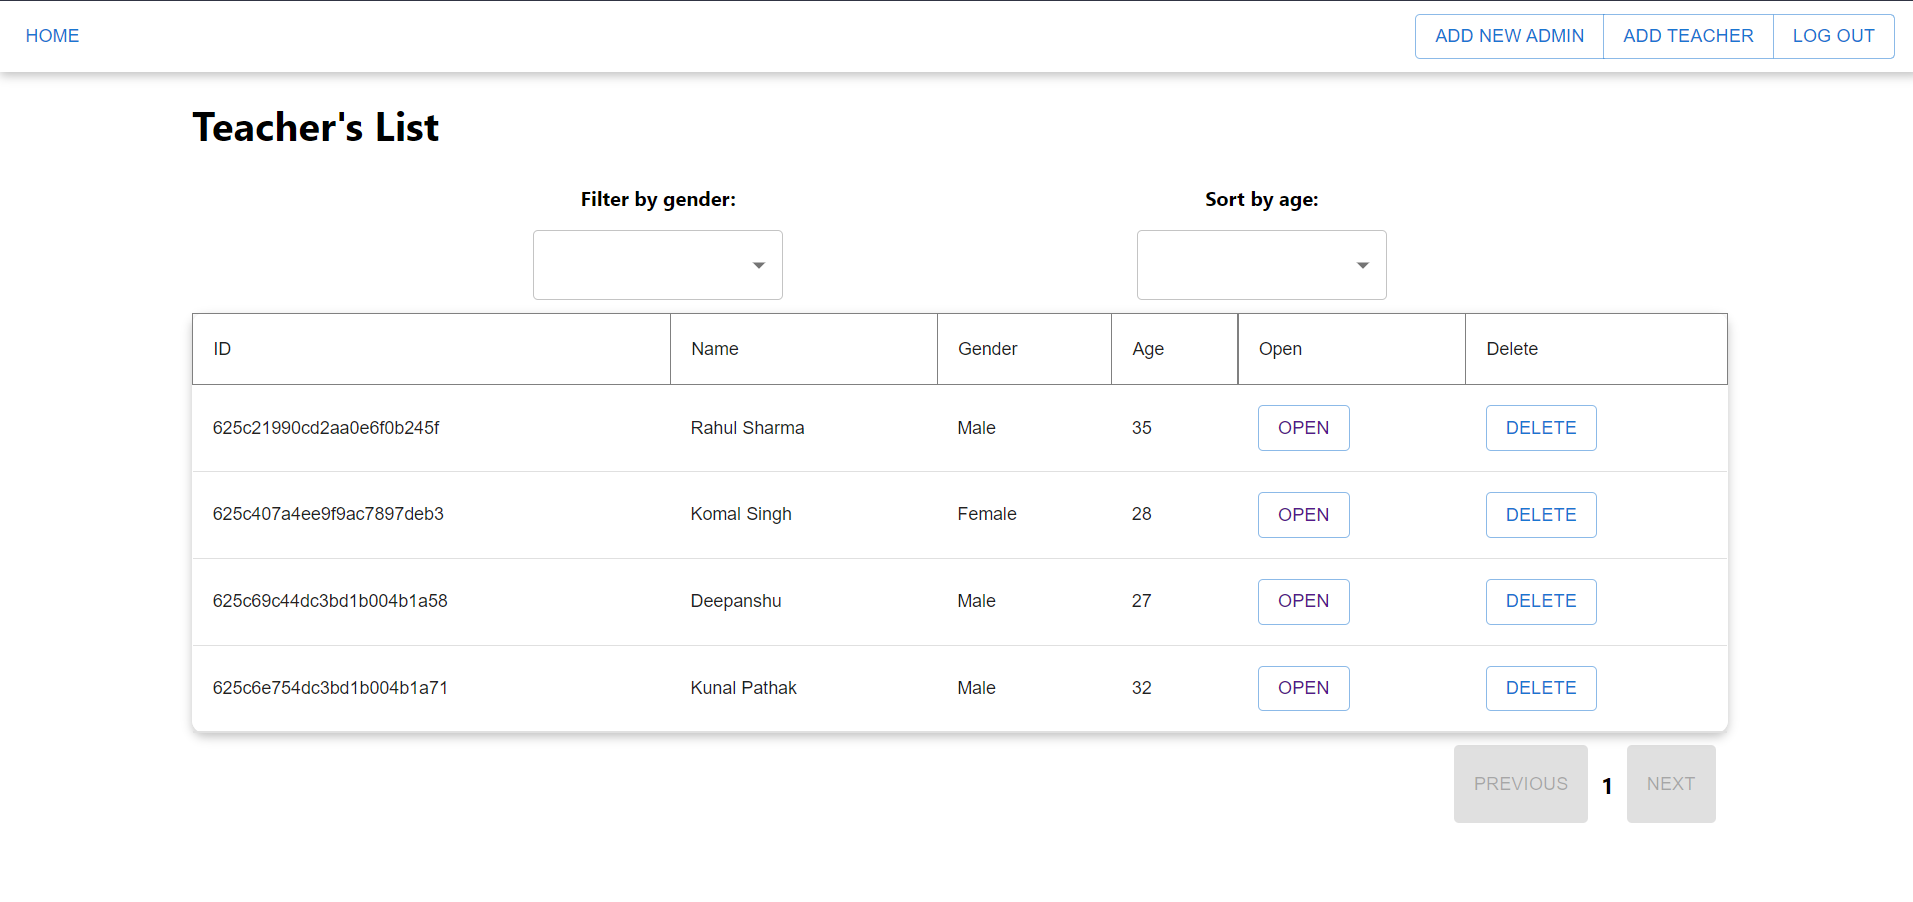 HOME ADD NEW ADMIN ADD TEACHER LOG OUT
Teacher's List
Filter by gender: Sort by age:
ID Name Gender Age Open Delete
625c21990cd2aa0e6f0b245f Rahul Sharma Male 35 OPEN DELETE
625c407a4ee9f9ac7897deb3 Komal Singh Female 28 OPEN DELETE
625c69c44dc3bd1b004b1a58 Deepanshu Male 27 OPEN DELETE
625c6e754dc3bd1b004b1a71 Kunal Pathak Male 32 OPEN DELETE
PREVIOUS 1 NEXT